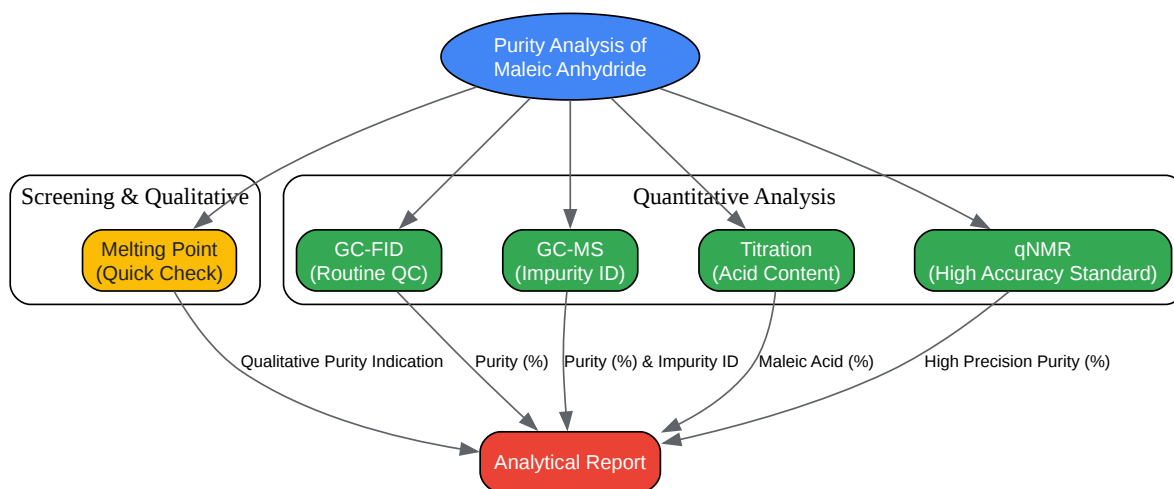 Purity Analysis of
Maleic Anhydride
Screening & Qualitative
Quantitative Analysis
Melting Point
(Quick Check)
GC-FID
(Routine QC)
GC-MS
(Impurity ID)
Titration
(Acid Content)
qNMR
(High Accuracy Standard)
Qualitative Purity Indication
Purity (%)
Purity (%) & Impurity ID
Maleic Acid (%)
High Precision Purity (%)
Analytical Report